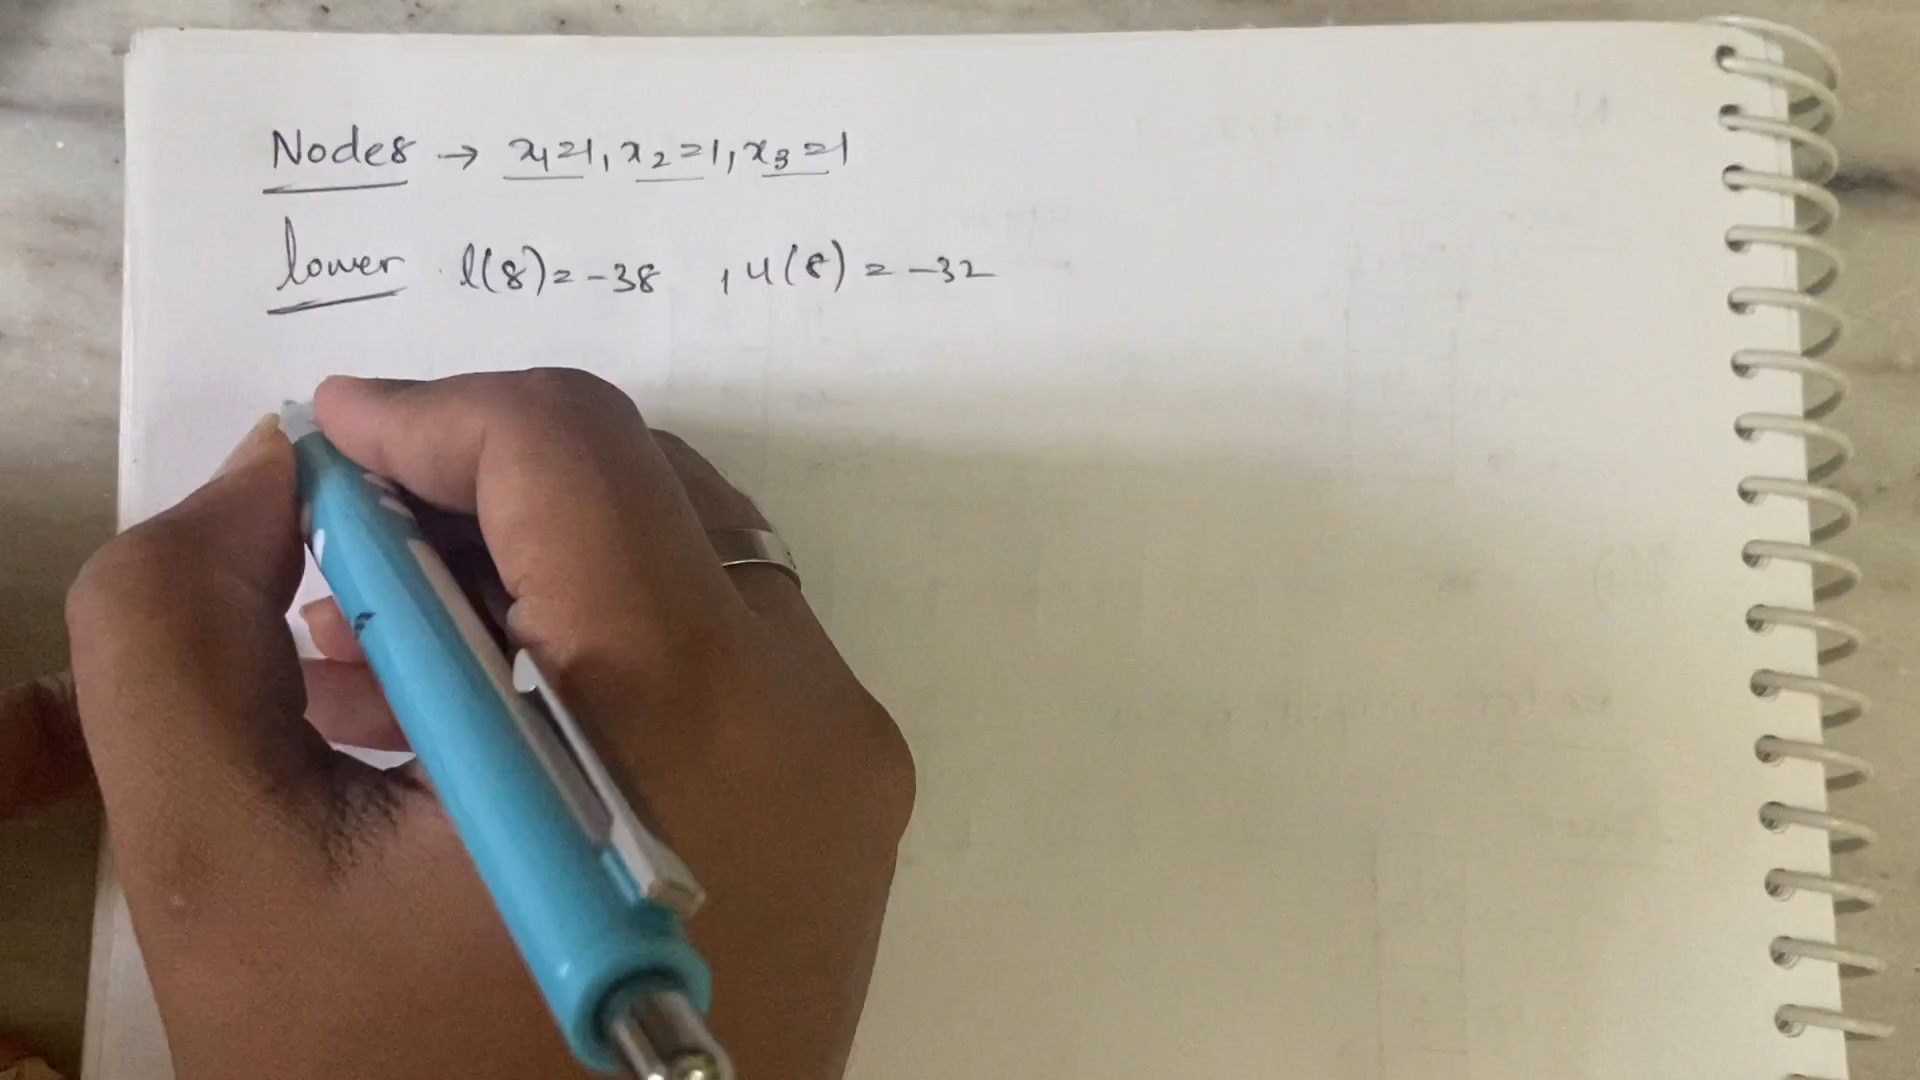 Node8 → x1=1, x2=1, x3=1
lower l(8)=-38 , u(8) = -32